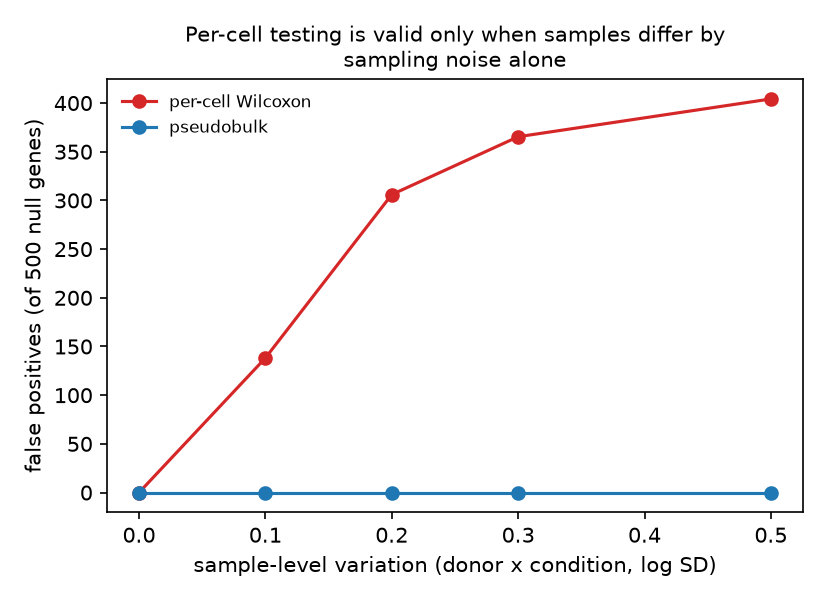 Per-cell testing is valid only when samples differ by
sampling noise alone
per-cell Wilcoxon
pseudobulk
false positives (of 500 null genes)
400
350
300
250
200
150
100
50
0
0.0
0.1
0.2
0.3
0.4
0.5
sample-level variation (donor x condition, log SD)